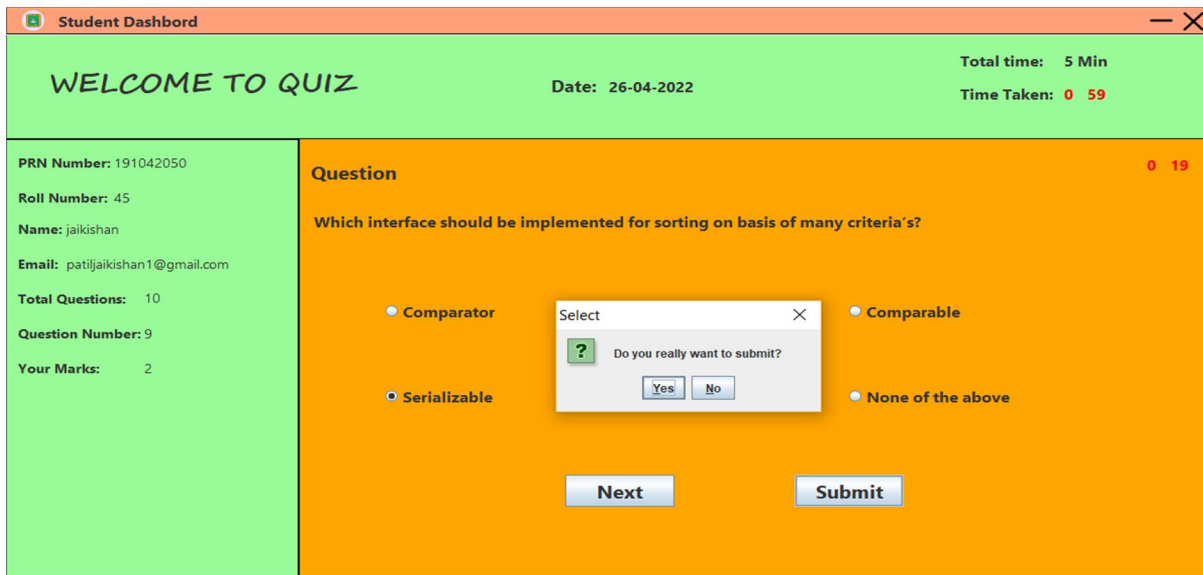 Student Dashbord
WELCOME TO QUIZ
Date: 26-04-2022
Total time: 5 Min
Time Taken: 0 59
PRN Number: 191042050
Roll Number: 45
Name: jaikishan
Email: patiljaikishan1@gmail.com
Total Questions: 10
Question Number: 9
Your Marks: 2
Question
0 19
Which interface should be implemented for sorting on basis of many criteria´s?
Comparator
Comparable
Serializable
None of the above
Select
Do you really want to submit?
Yes No
Next Submit